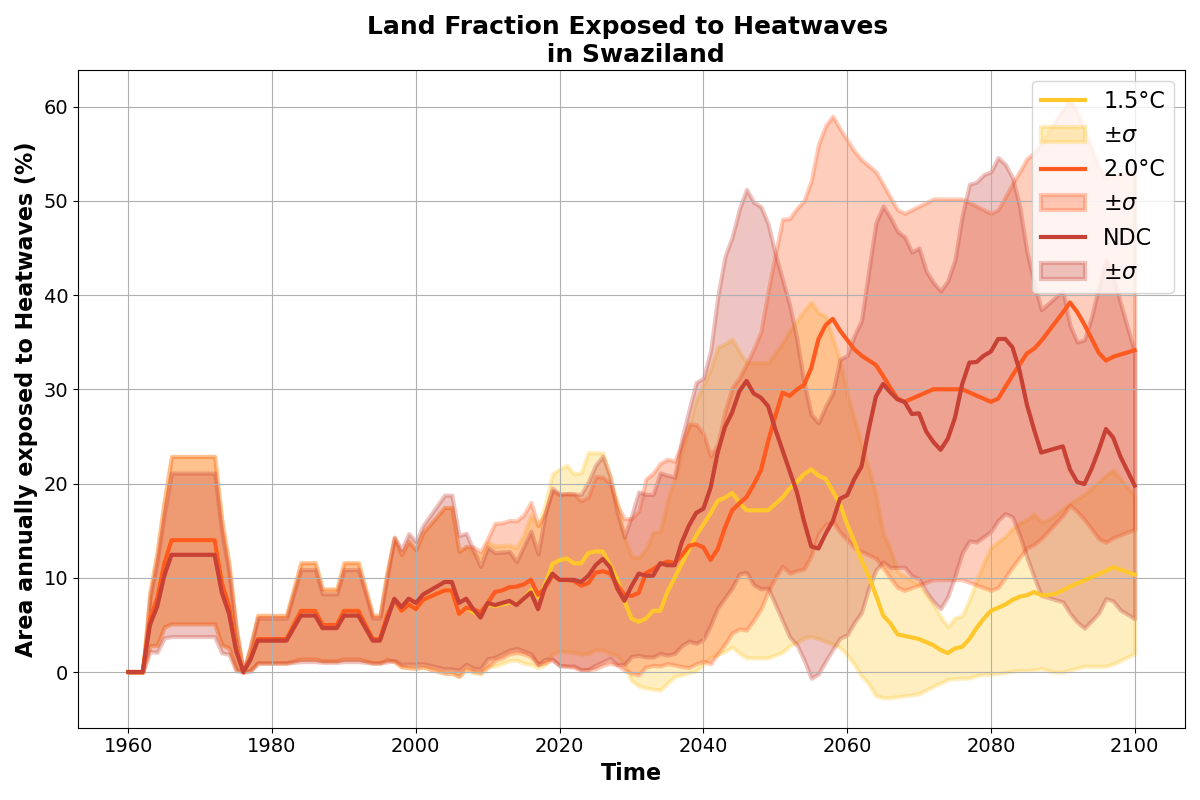 Land Fraction Exposed to Heatwaves
in Swaziland
Area annually exposed to Heatwaves (%)
60
50
40
30
20
10
0
1960
1980
2000
2020
2040
2060
2080
2100
Time
1.5°C
±σ
2.0°C
±σ
NDC
±σ